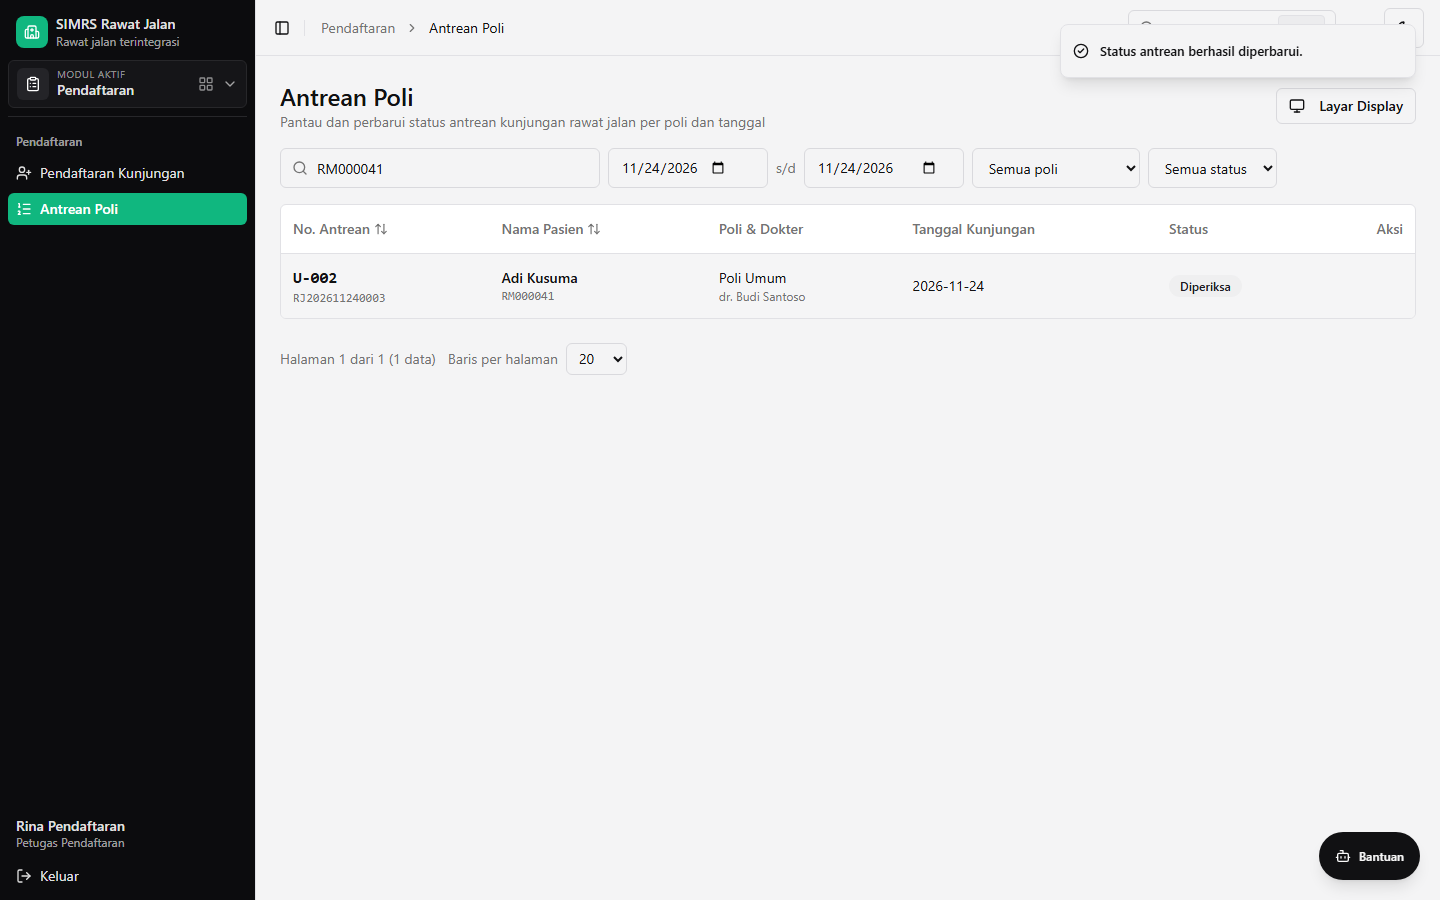 SIMRS Rawat Jalan
Rawat jalan terintegrasi
MODUL AKTIF
Pendaftaran
Pendaftaran
Pendaftaran Kunjungan
Antrean Poli
Rina Pendaftaran
Petugas Pendaftaran
Keluar
Pendaftaran > Antrean Poli
Status antrean berhasil diperbarui.
Antrean Poli
Pantau dan perbarui status antrean kunjungan rawat jalan per poli dan tanggal
Layar Display
RM000041 11/24/2026 s/d 11/24/2026 Semua poli Semua status
No. Antrean Nama Pasien Poli & Dokter Tanggal Kunjungan Status Aksi
U-002 Adi Kusuma Poli Umum 2026-11-24 Diperiksa
RJ202611240003 RM000041 dr. Budi Santoso
Halaman 1 dari 1 (1 data) Baris per halaman 20
Bantuan